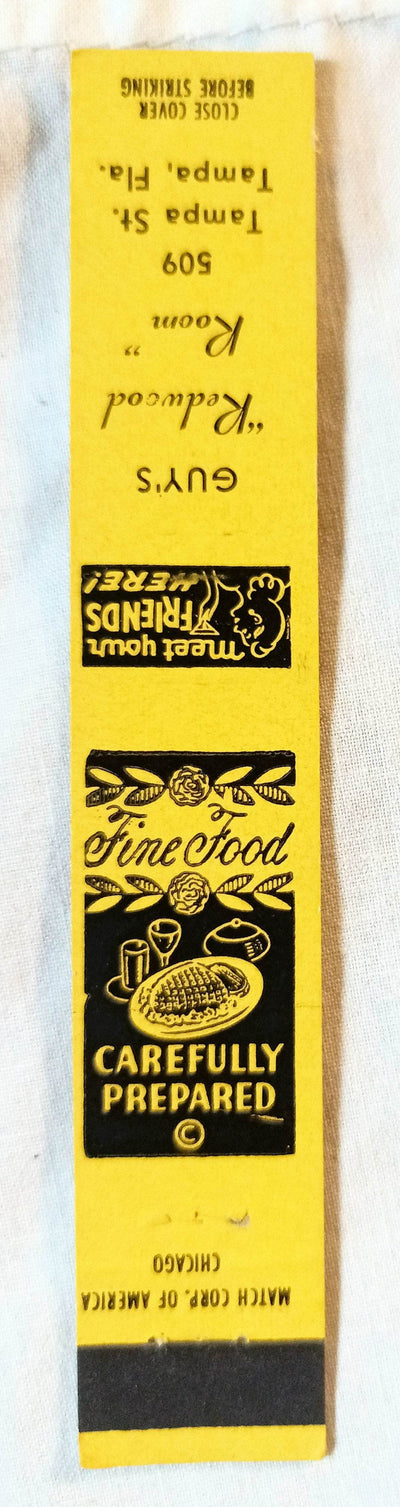 GUY'S
"Redwood
Room"
509
Tampa St.
Tampa, Fla.
CLOSE COVER
BEFORE STRIKING
meet your
FRIENDS
HERE!
Fine Food
CAREFULLY
PREPARED
©
MATCH CORP. OF AMERICA
CHICAGO